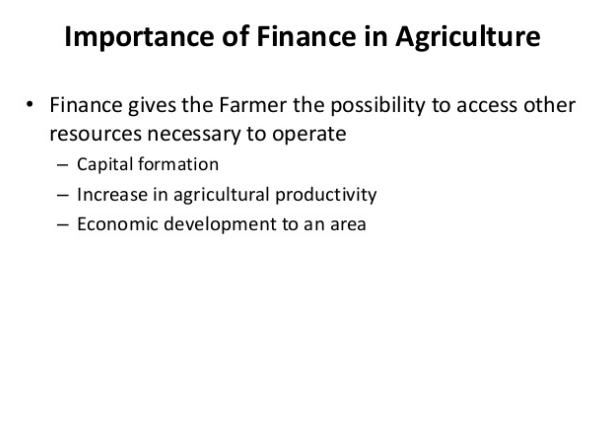 Importance of Finance in Agriculture
• Finance gives the Farmer the possibility to access other
resources necessary to operate
– Capital formation
– Increase in agricultural productivity
– Economic development to an area